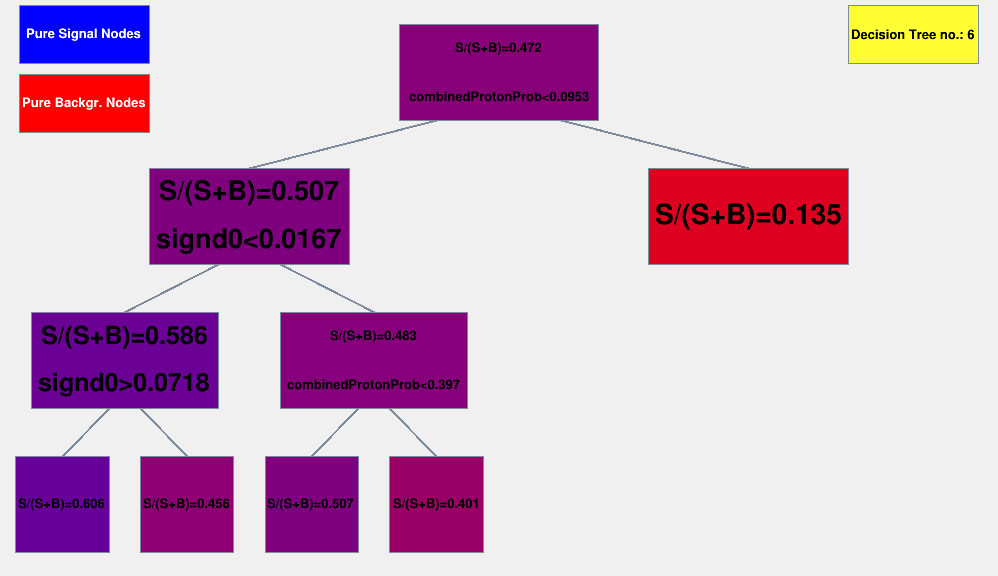 Pure Signal Nodes
Pure Backgr. Nodes
Decision Tree no.: 6
S/(S+B)=0.472
combinedProtonProb<0.0953
S/(S+B)=0.507
signd0<0.0167
S/(S+B)=0.135
S/(S+B)=0.586
signd0>0.0718
S/(S+B)=0.483
combinedProtonProb<0.397
S/(S+B)=0.606
S/(S+B)=0.456
S/(S+B)=0.507
S/(S+B)=0.401